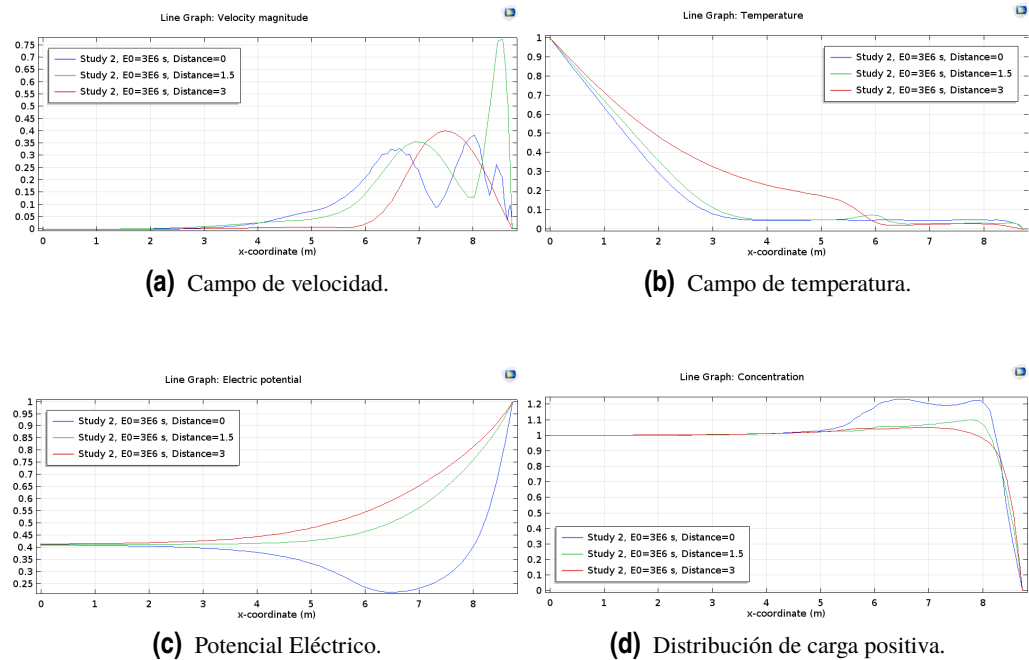 Line Graph: Velocity magnitude
0.75
0.7
0.65
0.6
0.55
0.5
0.45
0.4
0.35
0.3
0.25
0.2
0.15
0.1
0.05
0
Study 2, E0=3E6 s, Distance=0
Study 2, E0=3E6 s, Distance=1.5
Study 2, E0=3E6 s, Distance=3
0 1 2 3 4 5 6 7 8
x-coordinate (m)
(a) Campo de velocidad.
Line Graph: Temperature
1
0.9
0.8
0.7
0.6
0.5
0.4
0.3
0.2
0.1
0
Study 2, E0=3E6 s, Distance=0
Study 2, E0=3E6 s, Distance=1.5
Study 2, E0=3E6 s, Distance=3
0 1 2 3 4 5 6 7 8
x-coordinate (m)
(b) Campo de temperatura.
Line Graph: Electric potential
1
0.95
0.9
0.85
0.8
0.75
0.7
0.65
0.6
0.55
0.5
0.45
0.4
0.35
0.3
0.25
Study 2, E0=3E6 s, Distance=0
Study 2, E0=3E6 s, Distance=1.5
Study 2, E0=3E6 s, Distance=3
0 1 2 3 4 5 6 7 8
x-coordinate (m)
(c) Potencial Eléctrico.
Line Graph: Concentration
1.2
1.1
1
0.9
0.8
0.7
0.6
0.5
0.4
0.3
0.2
0.1
0
Study 2, E0=3E6 s, Distance=0
Study 2, E0=3E6 s, Distance=1.5
Study 2, E0=3E6 s, Distance=3
0 1 2 3 4 5 6 7 8
x-coordinate (m)
(d) Distribución de carga positiva.